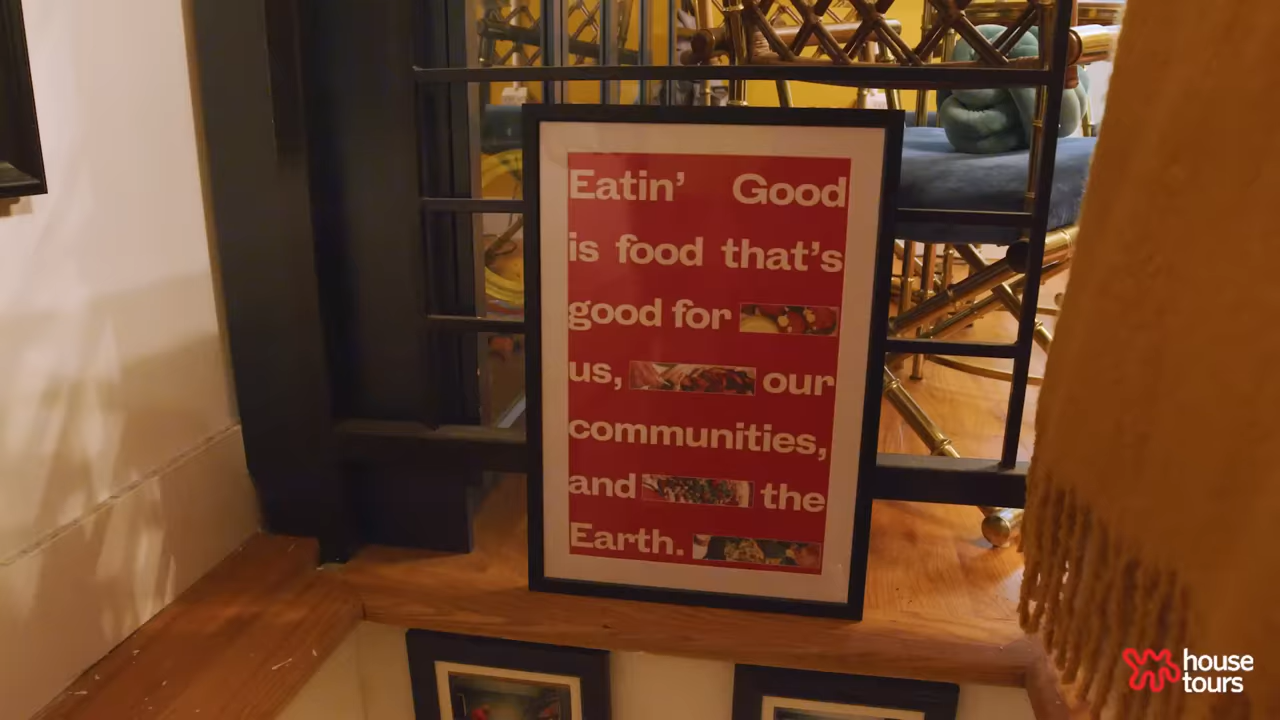 Eatin’ Good
is food that’s
good for
us, our
communities,
and the
Earth.
house
tours